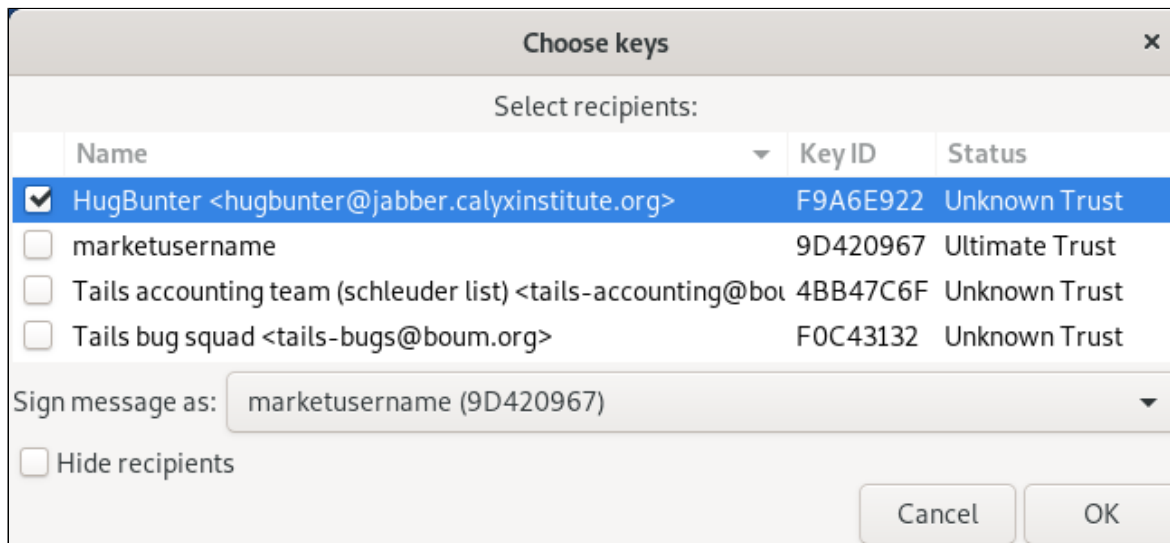 Choose keys
Select recipients:
Name Key ID Status
HugBunter <hugbunter@jabber.calyxinstitute.org> F9A6E922 Unknown Trust
marketusername 9D420967 Ultimate Trust
Tails accounting team (schleuder list) <tails-accounting@bou 4BB47C6F Unknown Trust
Tails bug squad <tails-bugs@boum.org> F0C43132 Unknown Trust
Sign message as: marketusername (9D420967)
Hide recipients
Cancel OK